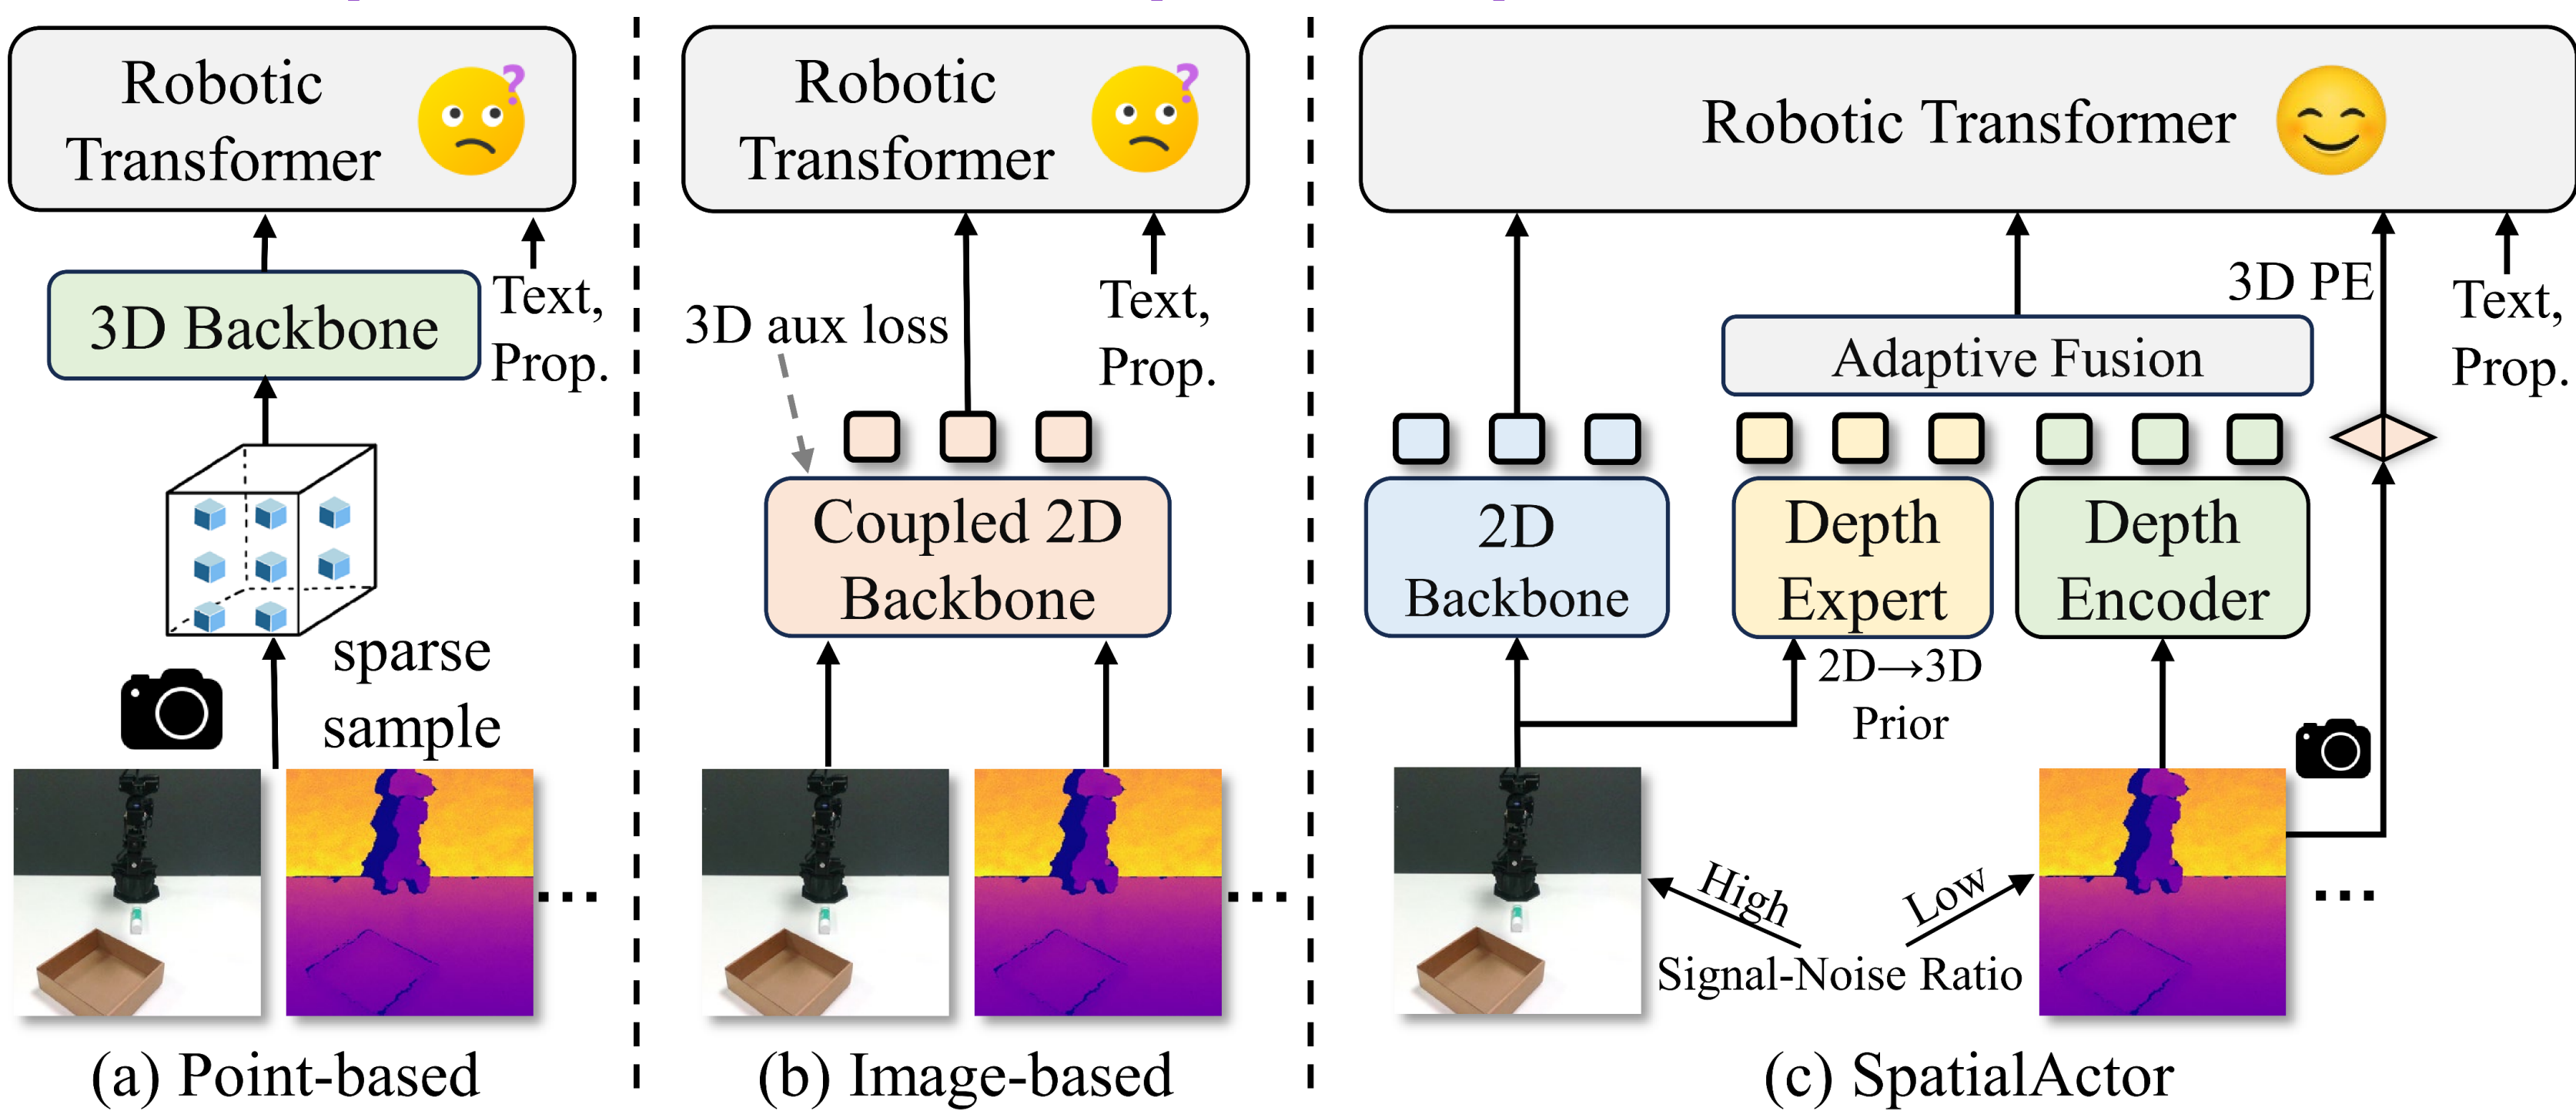 Robotic
Transformer
?
3D Backbone
Text,
Prop.
sparse
sample
...
(a) Point-based
Robotic
Transformer
?
3D aux loss
Text,
Prop.
Coupled 2D
Backbone
...
(b) Image-based
Robotic Transformer
3D PE
Text,
Prop.
Adaptive Fusion
2D
Backbone
Depth
Expert
Depth
Encoder
2D→3D
Prior
High
Low
Signal-Noise Ratio
...
(c) SpatialActor